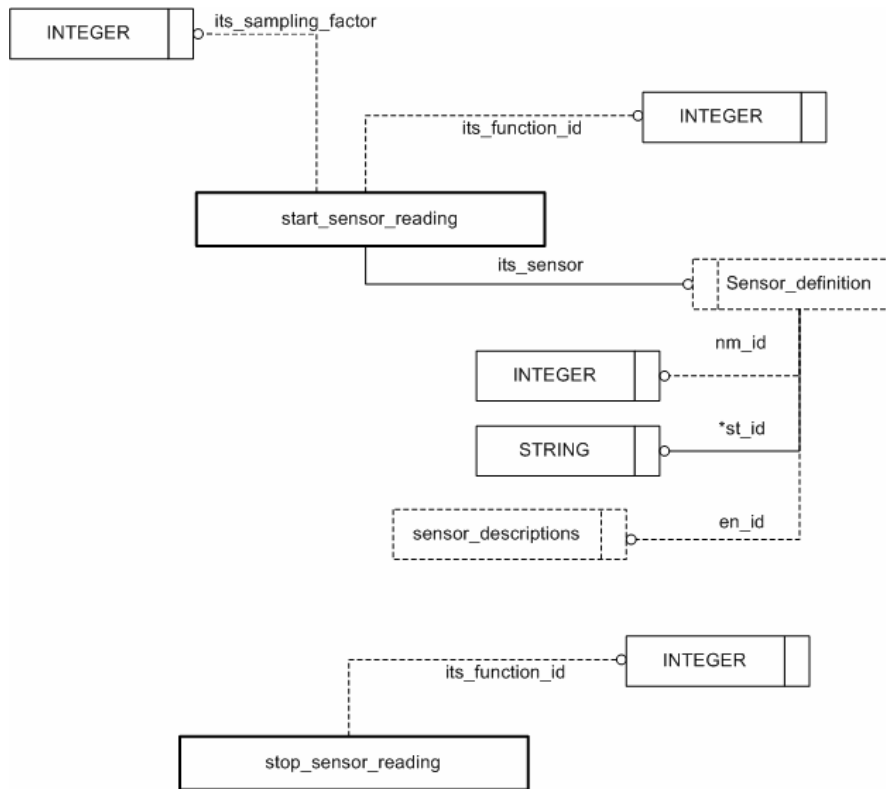 its_sampling_factor
INTEGER
INTEGER
its_function_id
start_sensor_reading
its_sensor
Sensor_definition
nm_id
INTEGER
*st_id
STRING
en_id
sensor_descriptions
INTEGER
its_function_id
stop_sensor_reading